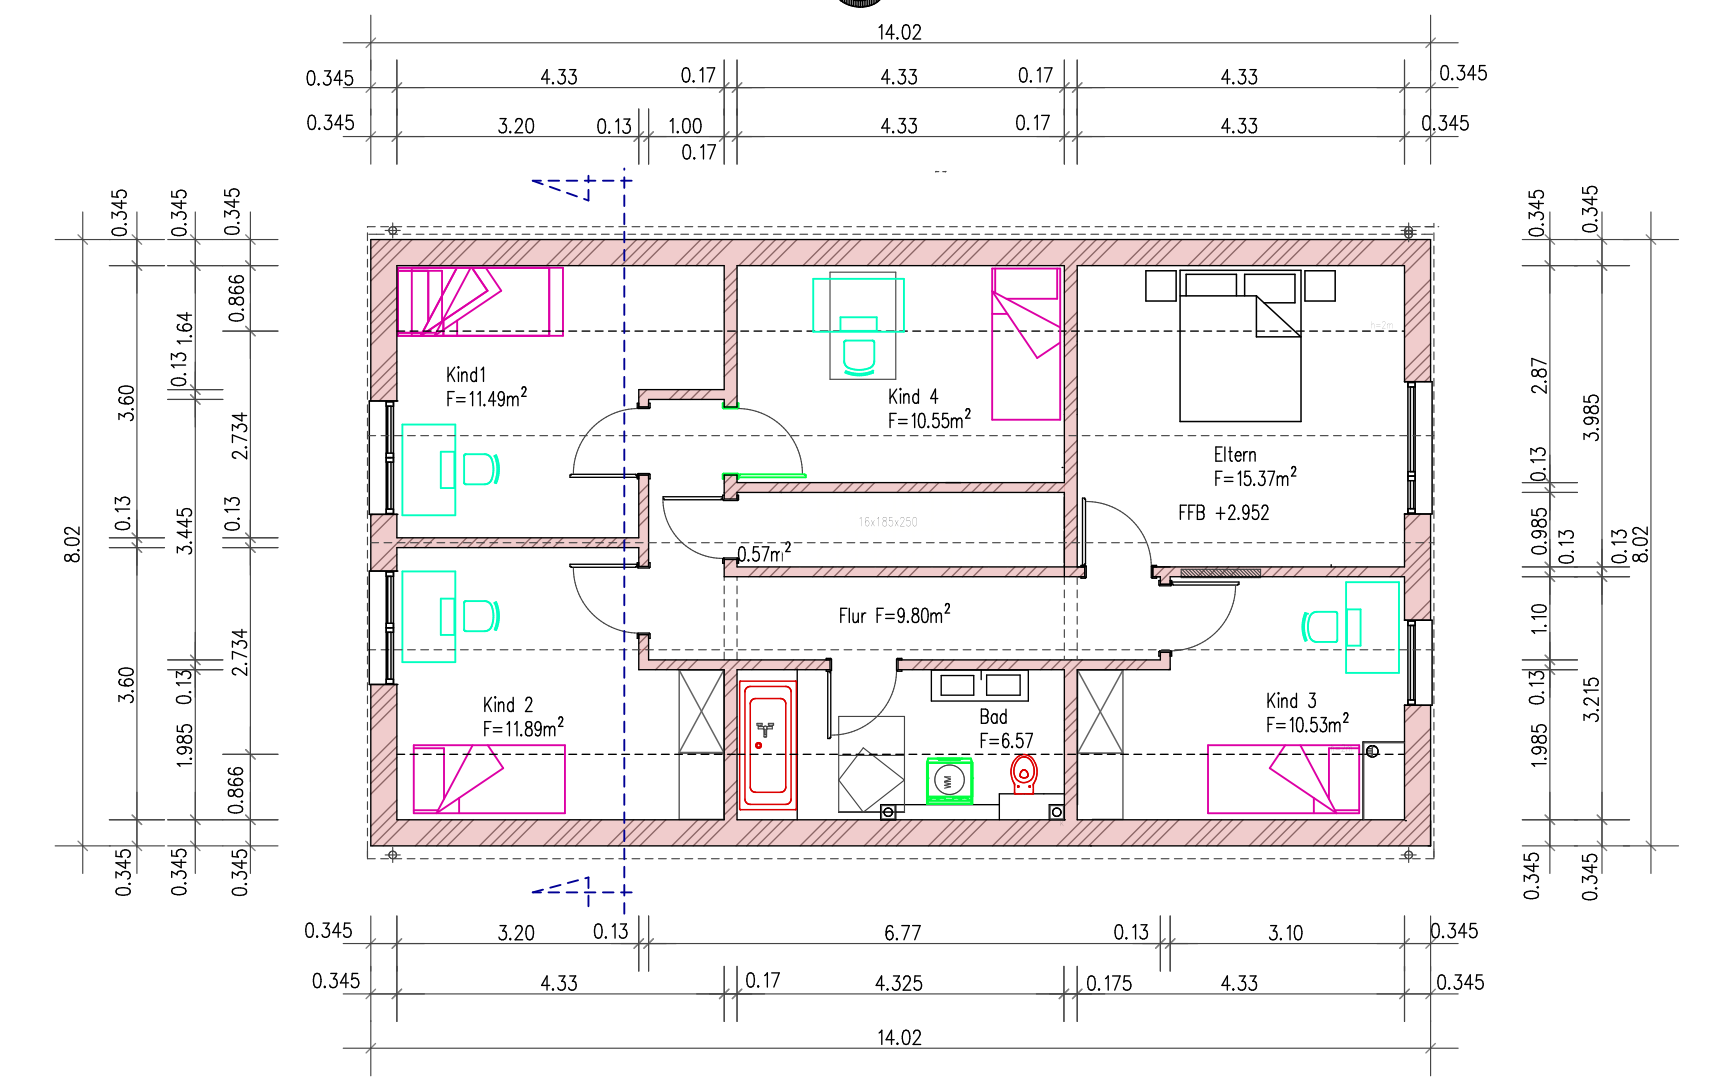 14.02
0.345 4.33 0.17 4.33 0.17 4.33 0.345
0.345 3.20 0.13 1.00 4.33 0.17 4.33 0.345
0.17
--
0.345 0.345 0.345
0.866
1.64
0.13
3.60
2.734
0.13 3.445 0.13
8.02
2.734
3.60 0.13
1.985
0.866
0.345 0.345 0.345
Kind1
F=11.49m²
Kind 4
F=10.55m²
Eltern
F=15.37m²
FFB +2.952
h=2m
16x185x250
0.57m²
Flur F=9.80m²
Kind 2
F=11.89m²
Bad
F=6.57
WM
Kind 3
F=10.53m²
0.345 0.345
2.87
3.985
0.13
0.985 0.13 0.13 8.02
1.10
0.13 3.215
1.985
0.345 0.345
0.345 3.20 0.13 6.77 0.13 3.10 0.345
0.345 4.33 0.17 4.325 0.175 4.33 0.345
14.02